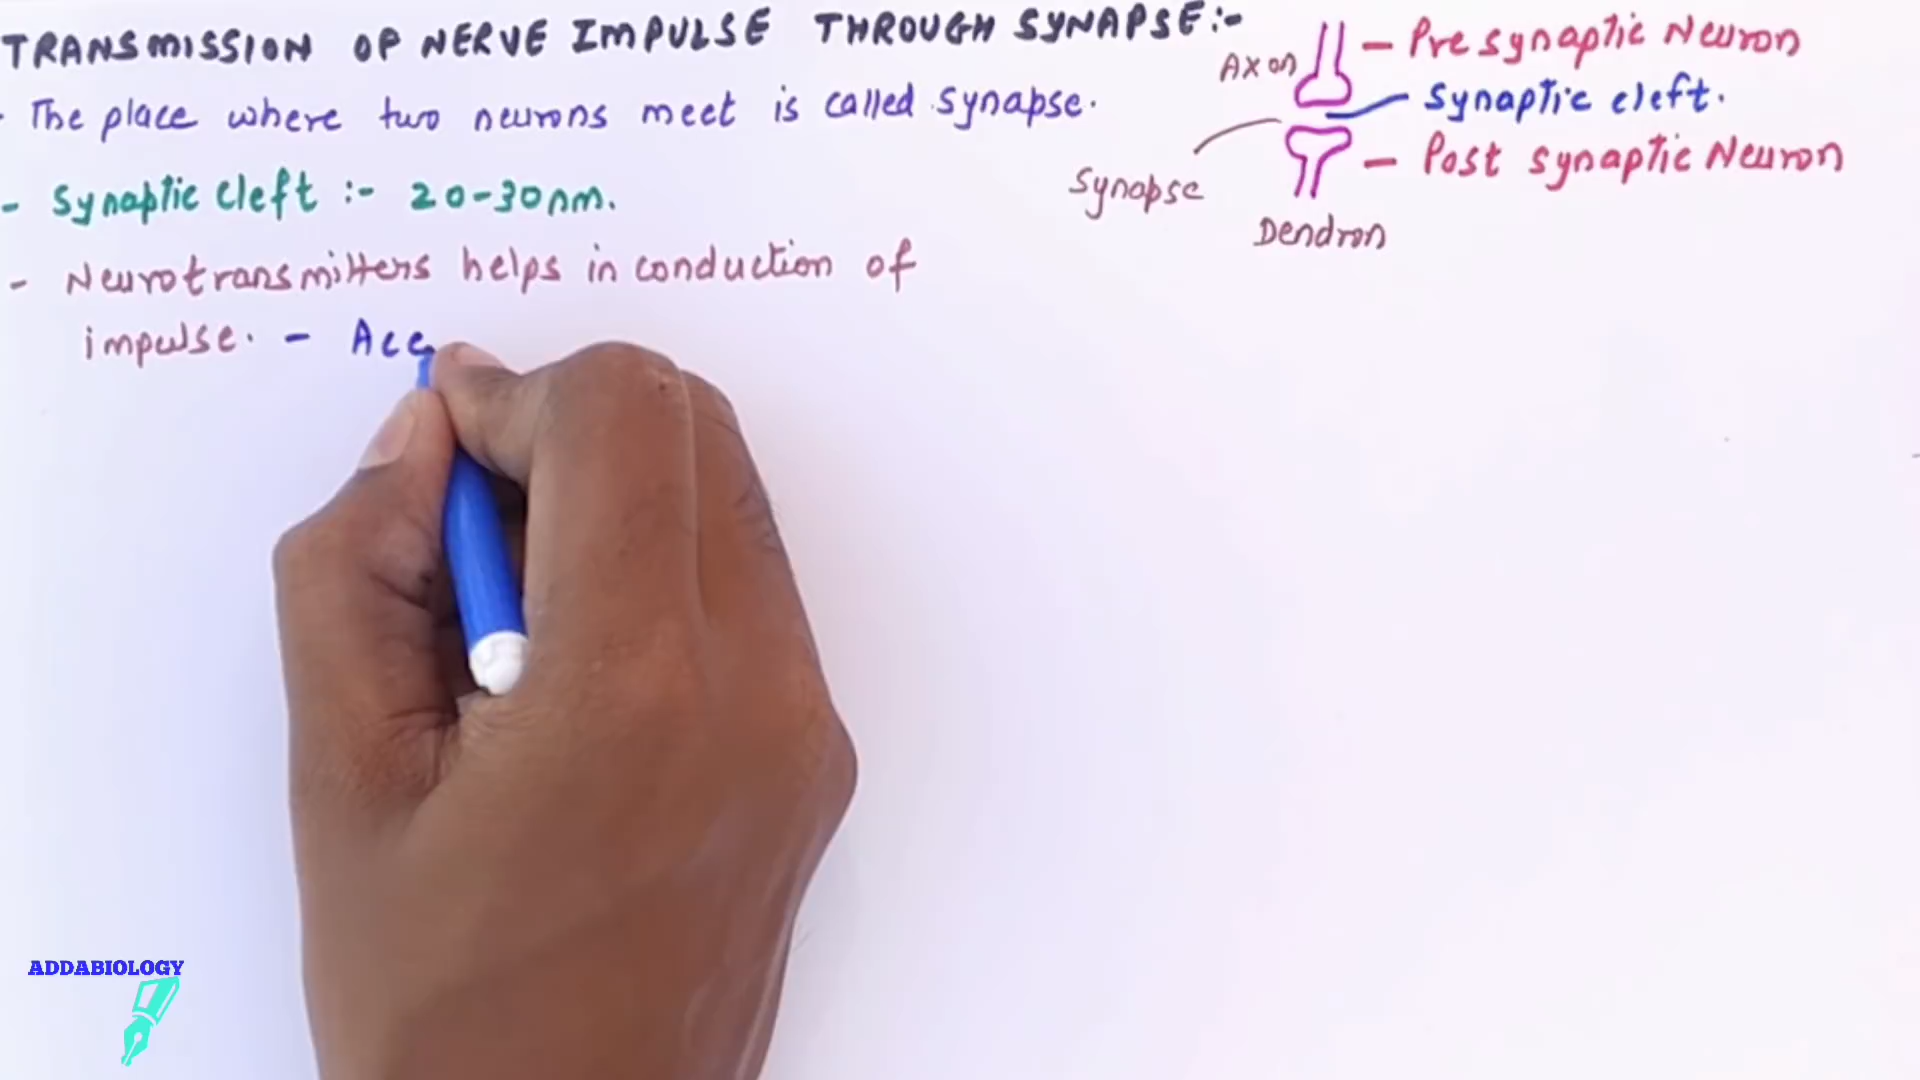 TRANSMISSION OF NERVE IMPULSE THROUGH SYNAPSE:-
- The place where two neurons meet is called synapse.
- Synaptic cleft :- 20-30nm.
- Neurotransmitters helps in conduction of
impulse. - Ace
Axon
- Presynaptic Neuron
Synaptic cleft.
- Post synaptic Neuron
Synapse
Dendron
ADDABIOLOGY